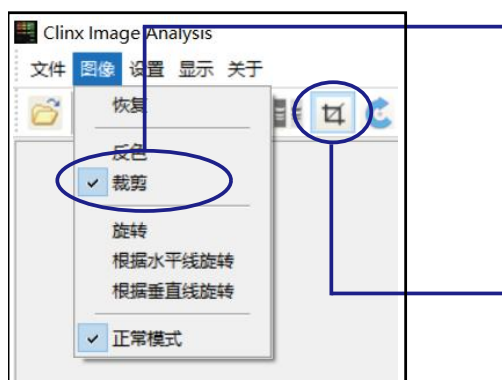 Clinx Image Analysis
文件 图像 设置 显示 关于
恢复
反色
裁剪
旋转
根据水平线旋转
根据垂直线旋转
正常模式